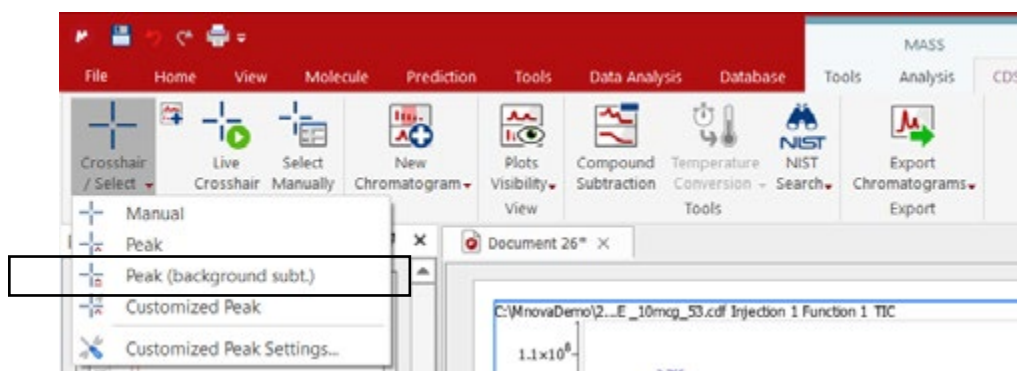 MASS
File Home View Molecule Prediction Tools Data Analysis Database Tools Analysis CDS
Crosshair / Select
Live Crosshair
Select Manually
New Chromatogram
Plots Visibility
Compound Subtraction
Temperature Conversion
NIST
NIST Search
Export Chromatograms
View Tools Export
Manual
Peak
Peak (background subt.)
Customized Peak
Customized Peak Settings...
Document 26*
C:\MnovaDemo\2...E _10mcg_53.cdf Injection 1 Function 1 TIC
1.1×10⁶